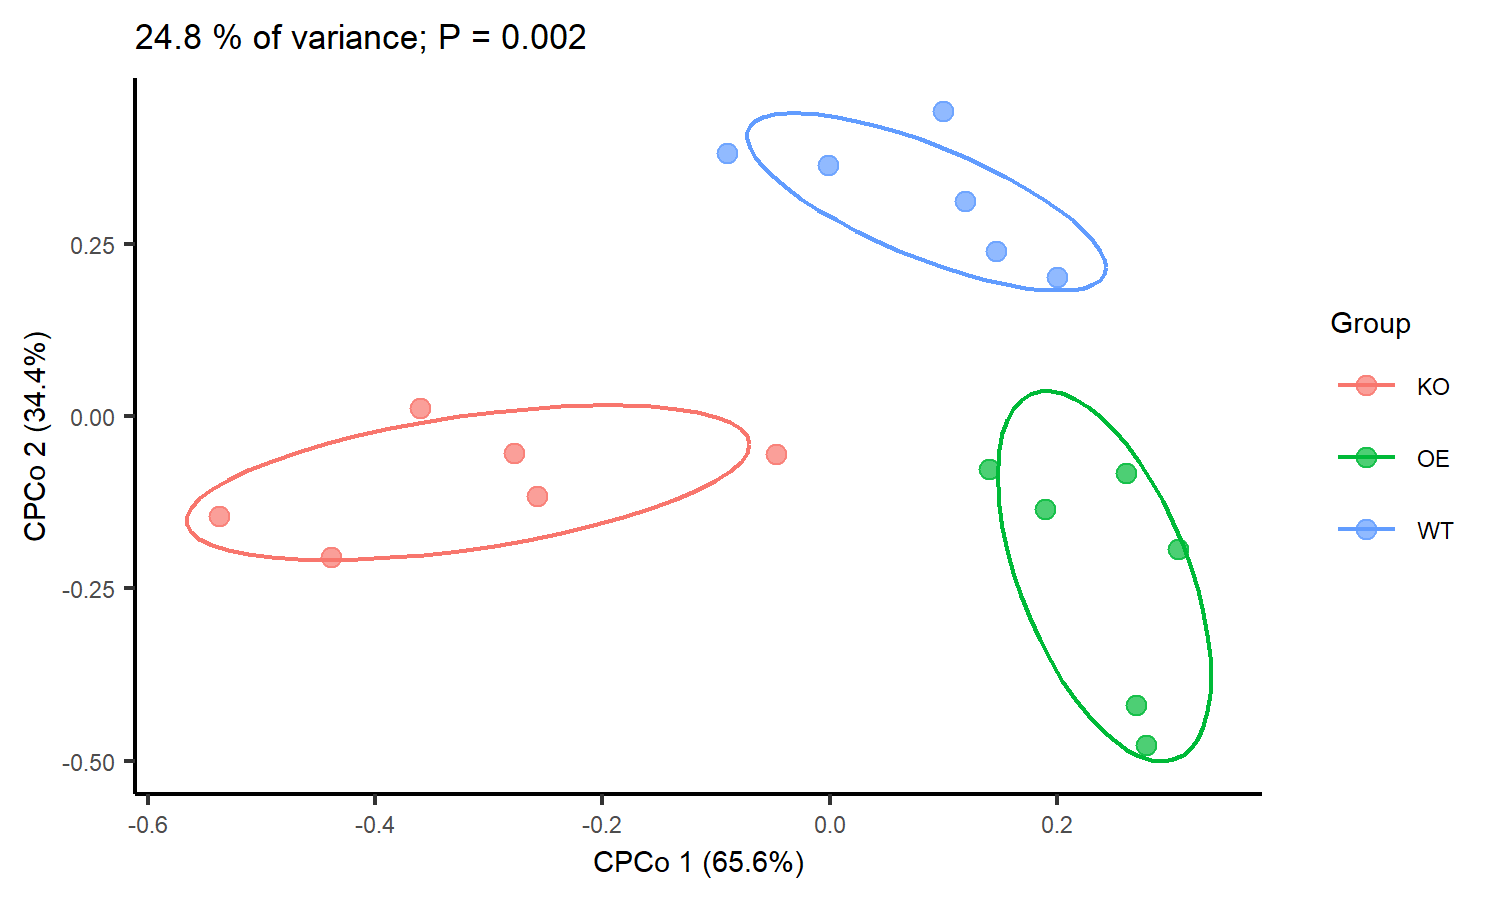 24.8 % of variance; P = 0.002
CPCo 2 (34.4%)
0.25
0.00
-0.25
-0.50
-0.6
-0.4
-0.2
0.0
0.2
CPCo 1 (65.6%)
Group
KO
OE
WT